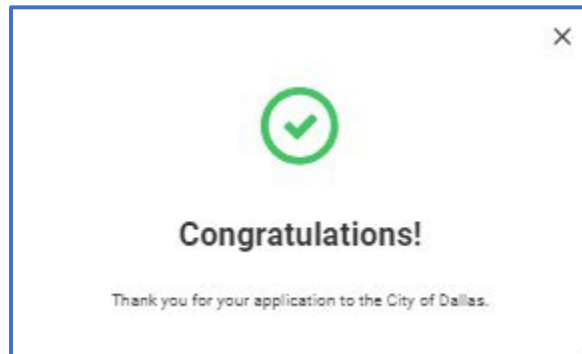 Congratulations!
Thank you for your application to the City of Dallas.